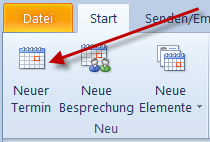 Datei Start Senden/Em
Neuer Neue Neue
Termin Besprechung Elemente
Neu